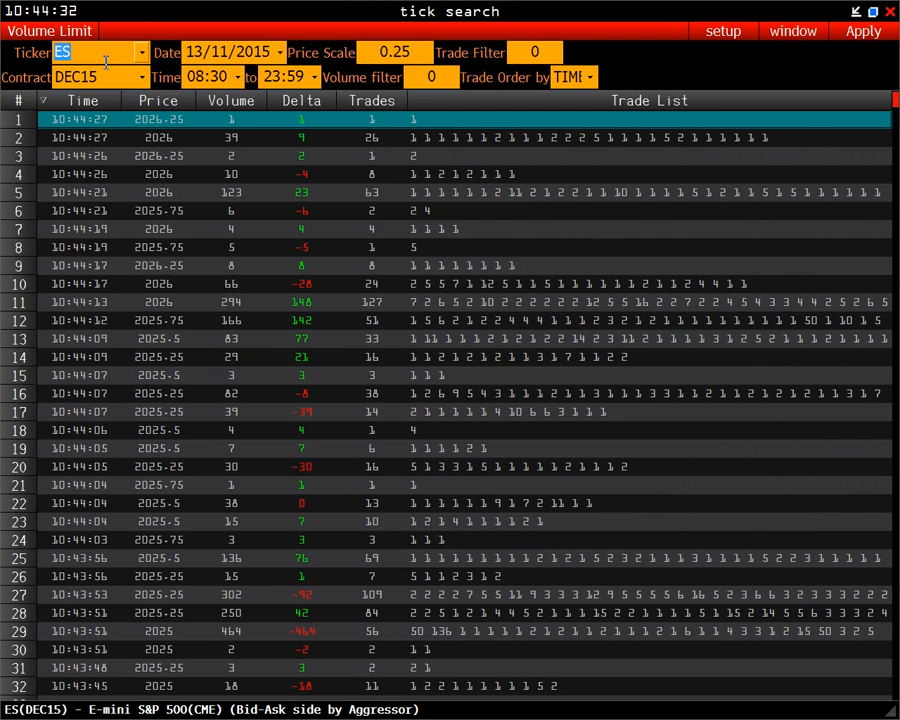 10:44:32 tick search
Volume Limit setup window Apply
Ticker ES Date 13/11/2015 Price Scale 0.25 Trade Filter 0
Contract DEC15 Time 08:30 to 23:59 Volume filter 0 Trade Order by TIME
# Time Price Volume Delta Trades Trade List
1 10:44:27 2026.25 1 1 1 1
2 10:44:27 2026 39 9 26 1 1 1 1 1 1 2 1 1 2 2 2 5 1 1 1 1 5 2 1 1 1 1 1 1
3 10:44:26 2026.25 2 2 1 2
4 10:44:26 2026 10 -4 8 1 1 2 1 2 1 1 1
5 10:44:21 2026 123 23 63 1 1 1 1 1 1 2 11 2 1 2 2 1 1 10 1 1 1 5 1 2 1 1 5 1 1 5 1 1 1 1 1
6 10:44:21 2025.75 6 -6 2 2 4
7 10:44:19 2026 4 4 4 1 1 1 1
8 10:44:19 2025.75 5 -5 1 5
9 10:44:17 2026.25 8 8 8 1 1 1 1 1 1 1 1
10 10:44:17 2026 66 -28 24 2 5 5 7 1 12 5 1 1 5 1 1 1 1 1 1 2 1 1 2 4 4 1 1
11 10:44:13 2026 294 148 127 7 2 6 5 2 10 2 2 2 2 2 2 12 5 5 16 2 2 7 2 2 4 5 4 3 3 4 4 2 5 2 6 5
12 10:44:12 2025.75 166 142 51 1 5 6 2 1 2 2 4 4 4 1 1 1 2 3 2 1 2 1 1 1 1 1 1 1 1 1 1 50 1 10 1 5
13 10:44:09 2025.5 83 77 33 1 11 1 1 1 2 1 2 1 2 2 14 2 3 11 2 1 1 1 1 3 1 2 5 2 1 1 1 2 1 1 1 1
14 10:44:09 2025.25 29 21 16 1 1 2 1 2 1 2 1 1 3 1 7 1 1 2 2
15 10:44:07 2025.5 3 3 3 1 1 1
16 10:44:07 2025.25 82 -8 38 1 2 6 9 5 4 3 1 1 1 2 1 1 3 1 1 1 3 3 1 1 2 1 1 1 2 1 2 1 1 1 3 1 7
17 10:44:07 2025.25 39 -39 14 2 1 1 1 1 1 4 10 6 6 3 1 1 1
18 10:44:06 2025.5 4 4 1 4
19 10:44:05 2025.5 7 7 6 1 1 1 1 2 1
20 10:44:05 2025.25 30 -30 16 5 1 3 3 1 5 1 1 1 1 1 2 1 1 1 2
21 10:44:04 2025.75 1 1 1 1
22 10:44:04 2025.5 38 0 13 1 1 1 1 1 1 9 1 7 2 11 1 1
23 10:44:04 2025.25 15 7 10 1 2 1 4 1 1 1 1 2 1
24 10:44:03 2025.75 3 3 3 1 1 1
25 10:43:56 2025.5 136 76 69 1 1 1 1 1 1 1 1 1 1 2 1 2 1 5 2 3 2 1 1 1 3 1 1 1 5 2 2 3 1 1 1 1 1
26 10:43:56 2025.25 15 1 7 5 1 1 2 3 1 2
27 10:43:53 2025.25 302 -92 109 2 2 2 2 7 5 5 11 9 3 3 3 12 9 5 5 5 5 6 16 5 2 3 6 6 3 2 3 3 3 2 2 2
28 10:43:51 2025.25 250 42 84 2 2 5 1 2 1 4 4 5 2 1 1 1 15 2 2 1 1 1 1 5 1 15 2 14 5 5 6 3 3 3 4
29 10:43:51 2025 464 -464 56 50 136 1 1 1 1 1 2 1 1 2 1 2 1 1 1 2 1 6 1 1 4 3 3 1 2 15 50 3 2 5
30 10:43:51 2025 2 -2 2 1 1
31 10:43:48 2025.25 3 3 2 2 1
32 10:43:45 2025 18 -18 11 1 2 2 1 1 1 1 1 1 5 2
ES(DEC15) - E-mini S&P 500(CME) (Bid-Ask side by Aggressor)